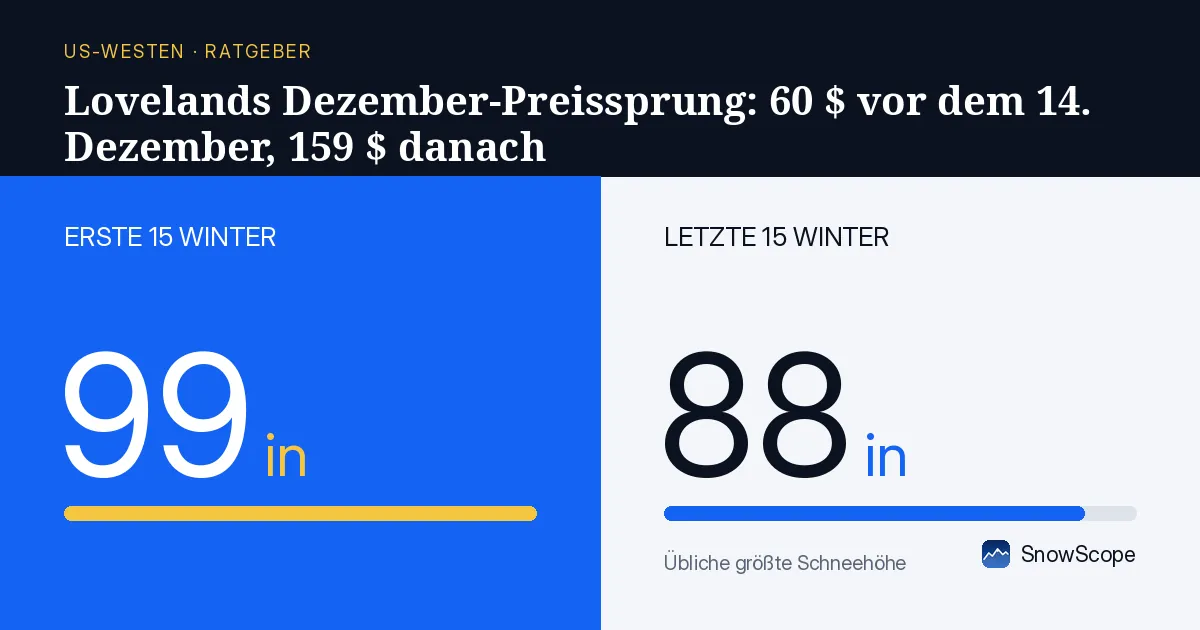 US-WESTEN · RATGEBER
Lovelands Dezember-Preissprung: 60 $ vor dem 14.
Dezember, 159 $ danach
ERSTE 15 WINTER
99 in
LETZTE 15 WINTER
88 in
Übliche größte Schneehöhe
SnowScope